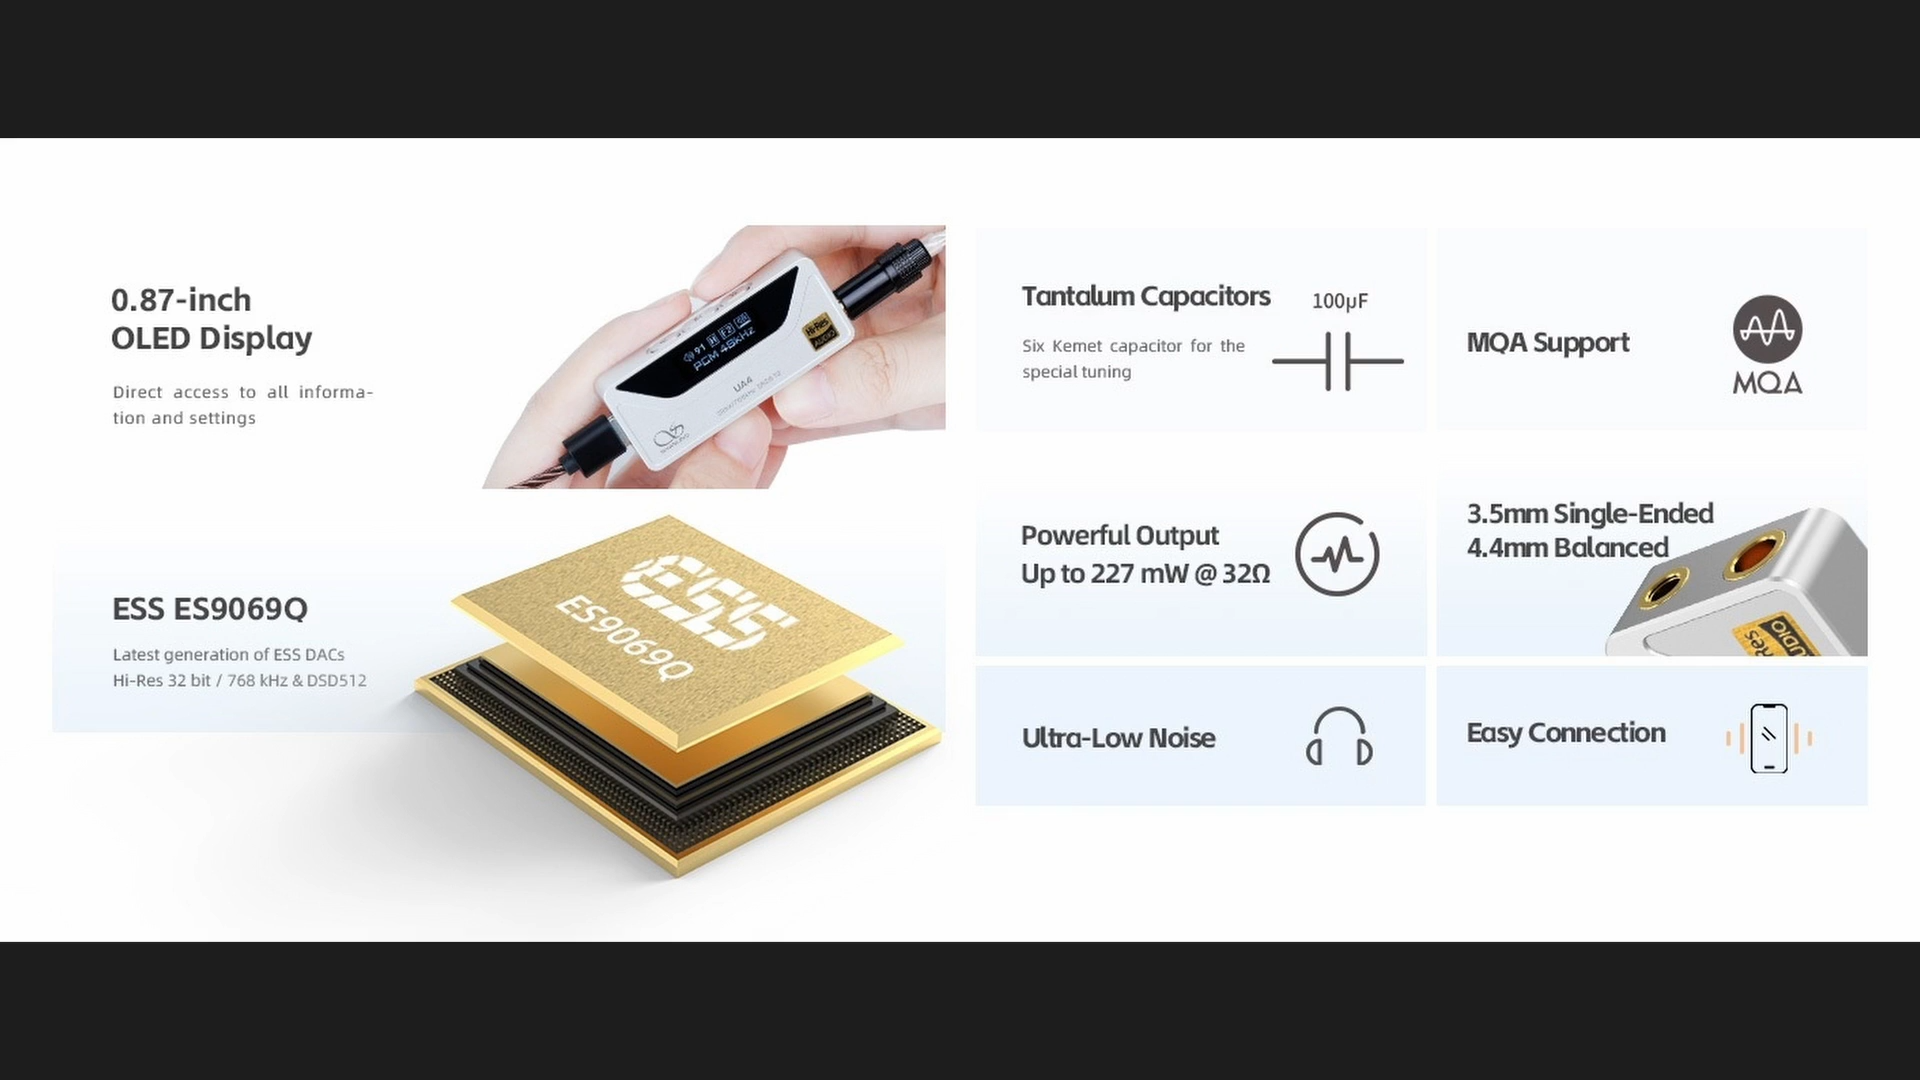 0.87-inch
OLED Display
Direct access to all informa-
tion and settings
91 H
PCM 48kHz
Hi-Res
AUDIO
UA4
ESS ES9069Q
Latest generation of ESS DACs
Hi-Res 32 bit / 768 kHz & DSD512
ESS
ES9069Q
Tantalum Capacitors
100µF
Six Kemet capacitor for the
special tuning
MQA Support
MQA
Powerful Output
Up to 227 mW @ 32Ω
3.5mm Single-Ended
4.4mm Balanced
Res
UDIO
Ultra-Low Noise
Easy Connection